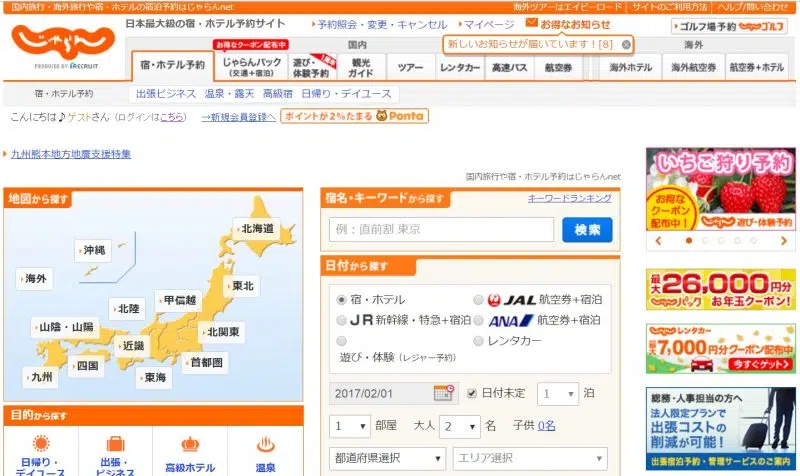 国内旅行・海外旅行や宿・ホテルの宿泊予約はじゃらんnet
海外ツアーはエイビーロード サイトのご利用方法 ヘルプ/問い合わせ
じゃらん
PRODUCED BY RECRUIT
日本最大級の宿・ホテル予約サイト
予約照会・変更・キャンセル マイページ お得なお知らせ
ゴルフ場予約 じゃらんゴルフ
新しいお知らせが届いています！[8]
お得なクーポン配布中 国内 海外
宿・ホテル予約
じゃらんパック
(交通+宿泊)
遊び・
体験予約
観光
ガイド
ツアー レンタカー 高速バス 航空券 海外ホテル 海外航空券 航空券+ホテル
宿・ホテル予約 出張ビジネス 温泉・露天 高級宿 日帰り・デイユース
こんにちは♪ゲストさん（ログインはこちら） →新規会員登録へ ポイントが2%たまる Ponta
九州熊本地方地震支援特集
国内旅行や宿・ホテル予約はじゃらんnet
地図から探す
北海道
沖縄
海外
東北
甲信越
北陸
山陰・山陽
北関東
近畿
首都圏
四国
九州
東海
目的から探す
日帰り・
デイユース
出張・
ビジネス
高級ホテル
温泉
宿名・キーワードから探す キーワードランキング
例：直前割 東京 検索
日付から探す
宿・ホテル JAL 航空券+宿泊
JR 新幹線・特急+宿泊 ANA 航空券+宿泊
レンタカー
遊び・体験（レジャー予約）
2017/02/01 日付未定 1 泊
1 部屋 大人 2 名 子供 0名
都道府県選択 エリア選択
いちご狩り予約
お得な
クーポン
配布中！
じゃらん 遊び・体験予約
最大26,000円分
じゃらんパック お年玉クーポン！
じゃらんレンタカー
最大7,000円分クーポン配布中
今すぐゲット
総務・人事担当の方へ
法人限定プランで
出張コストの
削減が可能！
出張宿泊予約・管理サービスのご案内